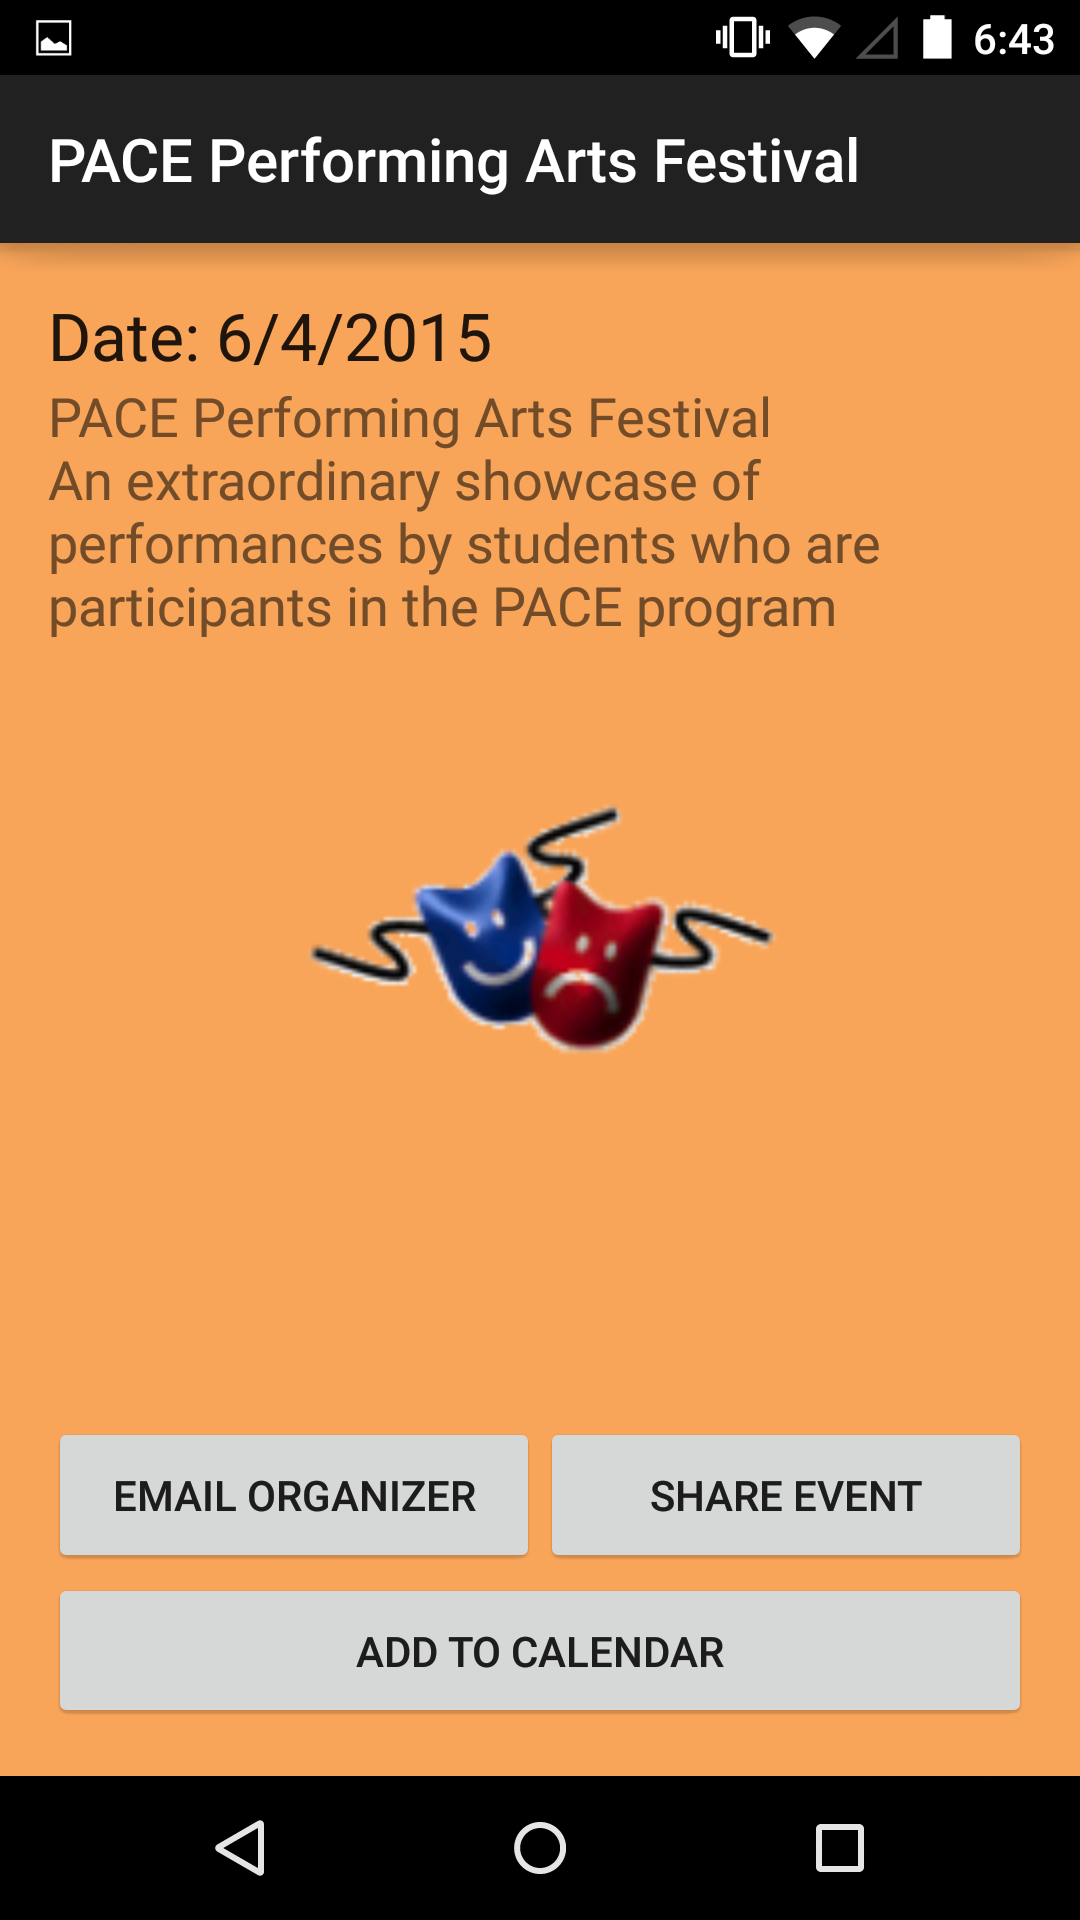 6:43
PACE Performing Arts Festival
Date: 6/4/2015
PACE Performing Arts Festival
An extraordinary showcase of
performances by students who are
participants in the PACE program
EMAIL ORGANIZER
SHARE EVENT
ADD TO CALENDAR